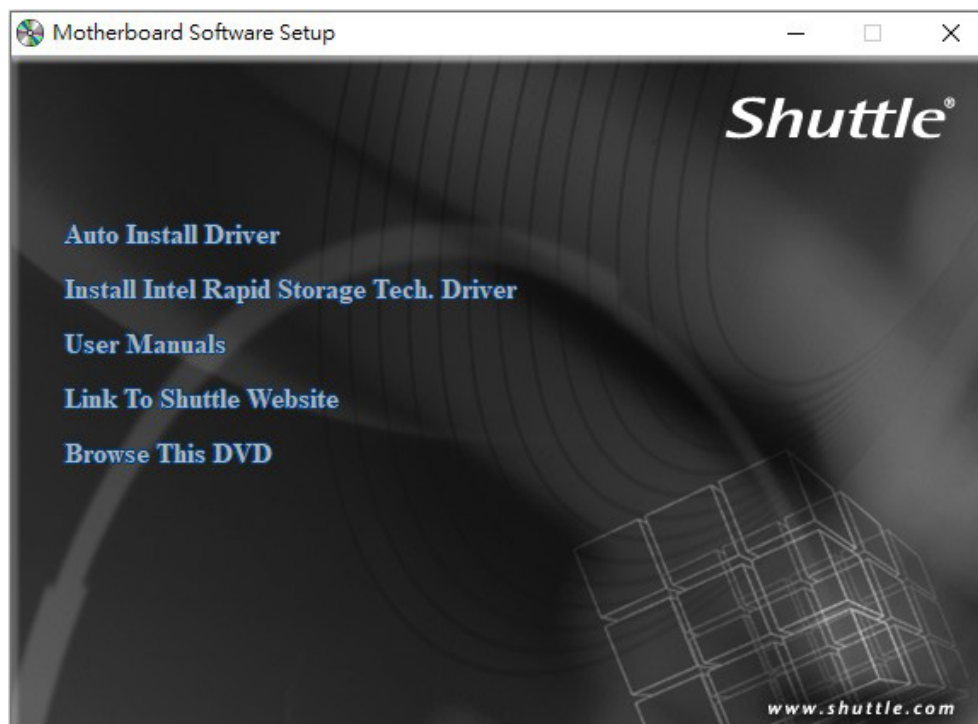 Motherboard Software Setup
Shuttle®
Auto Install Driver
Install Intel Rapid Storage Tech. Driver
User Manuals
Link To Shuttle Website
Browse This DVD
www.shuttle.com